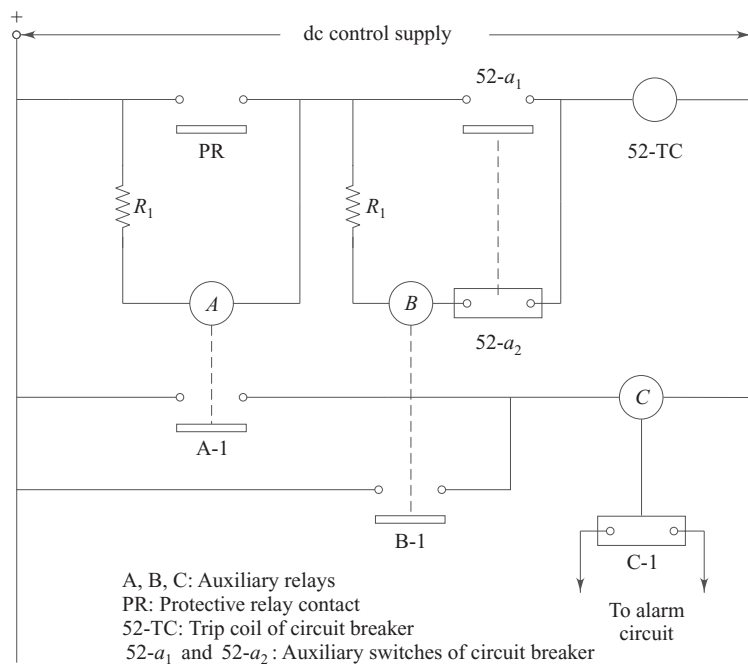 +
dc control supply
52-a₁
PR
52-TC
R₁
R₁
A
B
52-a₂
C
A-1
B-1
C-1
To alarm
circuit
A, B, C: Auxiliary relays
PR: Protective relay contact
52-TC: Trip coil of circuit breaker
52-a₁ and 52-a₂: Auxiliary switches of circuit breaker